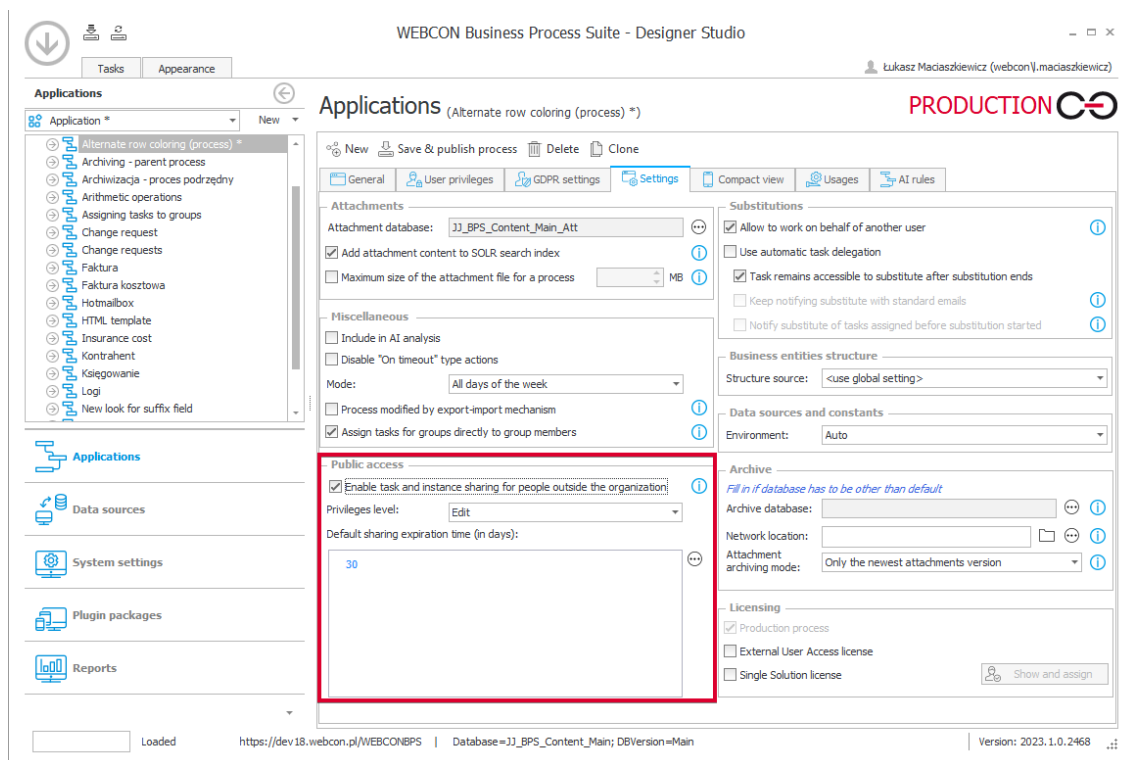 WEBCON Business Process Suite - Designer Studio
Tasks Appearance
Łukasz Maciaszkiewicz (webcon\l.maciaszkiewicz)
Applications
Application *
New
Alternate row coloring (process) *
Archiving - parent process
Archiwizacja - proces podrzędny
Arithmetic operations
Assigning tasks to groups
Change request
Change requests
Faktura
Faktura kosztowa
Hotmailbox
HTML template
Insurance cost
Kontrahent
Księgowanie
Logi
New look for suffix field
Applications
Data sources
System settings
Plugin packages
Reports
Applications (Alternate row coloring (process) *)
PRODUCTION
New Save & publish process Delete Clone
General User privileges GDPR settings Settings Compact view Usages AI rules
Attachments
Attachment database: JJ_BPS_Content_Main_Att
Add attachment content to SOLR search index
Maximum size of the attachment file for a process MB
Miscellaneous
Include in AI analysis
Disable "On timeout" type actions
Mode: All days of the week
Process modified by export-import mechanism
Assign tasks for groups directly to group members
Public access
Enable task and instance sharing for people outside the organization
Privileges level: Edit
Default sharing expiration time (in days):
30
Substitutions
Allow to work on behalf of another user
Use automatic task delegation
Task remains accessible to substitute after substitution ends
Keep notifying substitute with standard emails
Notify substitute of tasks assigned before substitution started
Business entities structure
Structure source: <use global setting>
Data sources and constants
Environment: Auto
Archive
Fill in if database has to be other than default
Archive database:
Network location:
Attachment
archiving mode: Only the newest attachments version
Licensing
Production process
External User Access license
Single Solution license Show and assign
Loaded https://dev18.webcon.pl/WEBCONBPS | Database=JJ_BPS_Content_Main; DBVersion=Main Version: 2023.1.0.2468